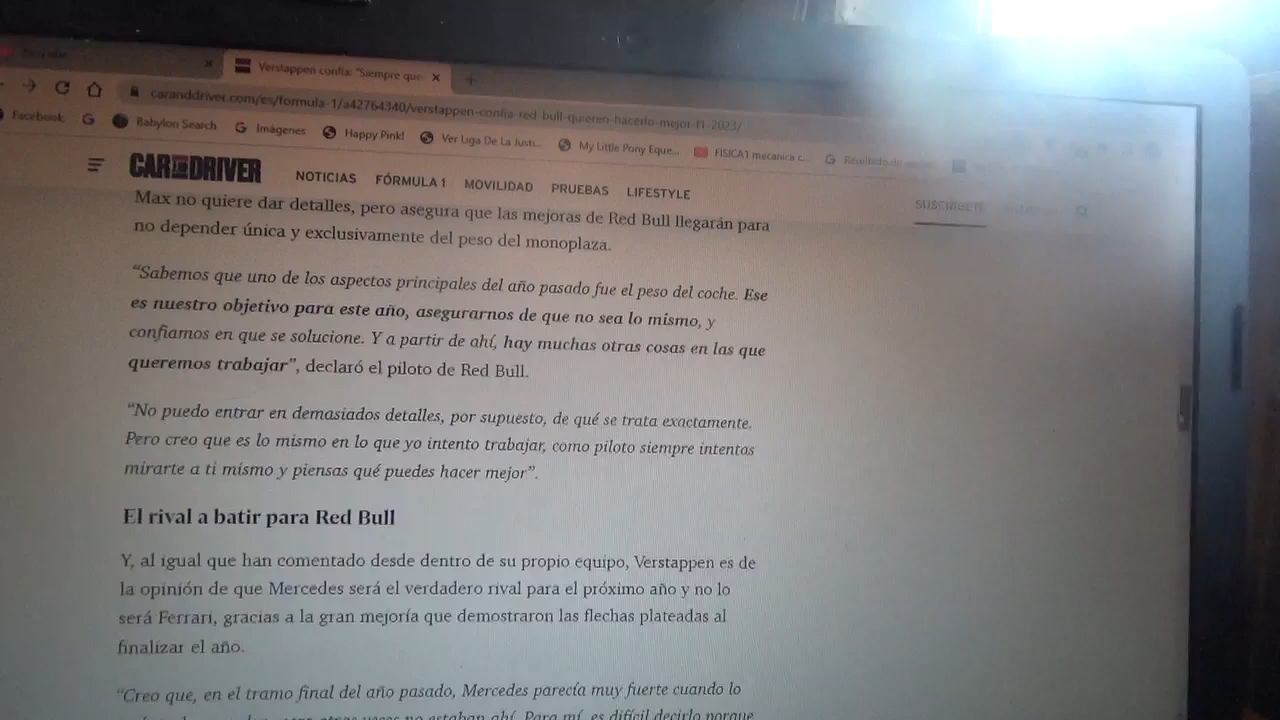 Verstappen confía: "Siempre que
caranddriver.com/es/formula-1/a42764340/verstappen-confia-red-bull-quieren-hacerlo-mejor-f1-2023/
Facebook
Babylon Search
Imágenes
Happy Pink!
Ver Liga De La Justi...
My Little Pony Eque...
FISICA1 mecanica c...
CAR AND DRIVER
NOTICIAS
FÓRMULA 1
MOVILIDAD
PRUEBAS
LIFESTYLE
SUSCRÍBETE
Max no quiere dar detalles, pero asegura que las mejoras de Red Bull llegarán para
no depender única y exclusivamente del peso del monoplaza.
“Sabemos que uno de los aspectos principales del año pasado fue el peso del coche. Ese
es nuestro objetivo para este año, asegurarnos de que no sea lo mismo, y
confiamos en que se solucione. Y a partir de ahí, hay muchas otras cosas en las que
queremos trabajar”, declaró el piloto de Red Bull.
“No puedo entrar en demasiados detalles, por supuesto, de qué se trata exactamente.
Pero creo que es lo mismo en lo que yo intento trabajar, como piloto siempre intentas
mirarte a ti mismo y piensas qué puedes hacer mejor”.
El rival a batir para Red Bull
Y, al igual que han comentado desde dentro de su propio equipo, Verstappen es de
la opinión de que Mercedes será el verdadero rival para el próximo año y no lo
será Ferrari, gracias a la gran mejoría que demostraron las flechas plateadas al
finalizar el año.
“Creo que, en el tramo final del año pasado, Mercedes parecía muy fuerte cuando lo
no estaban ahí. Para mí, es difícil decirlo porque